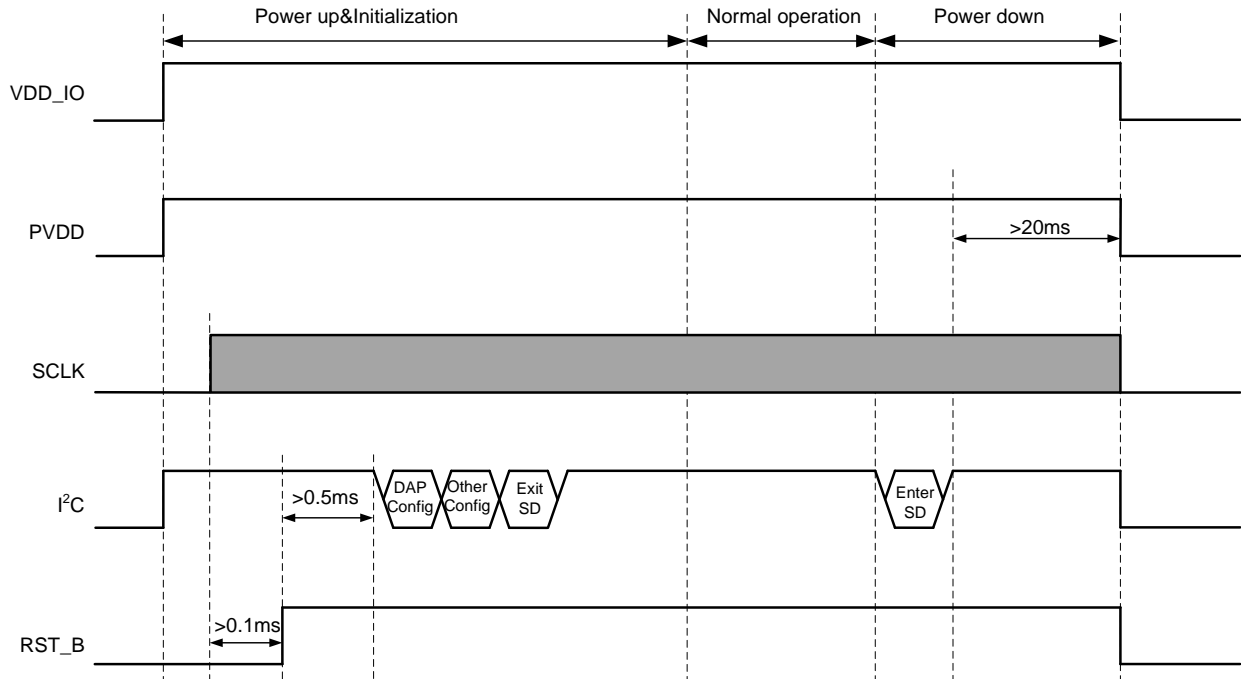 Power up&Initialization
Normal operation
Power down
VDD_IO
PVDD
>20ms
SCLK
I²C
>0.5ms
DAP
Config
Other
Config
Exit
SD
Enter
SD
RST_B
>0.1ms